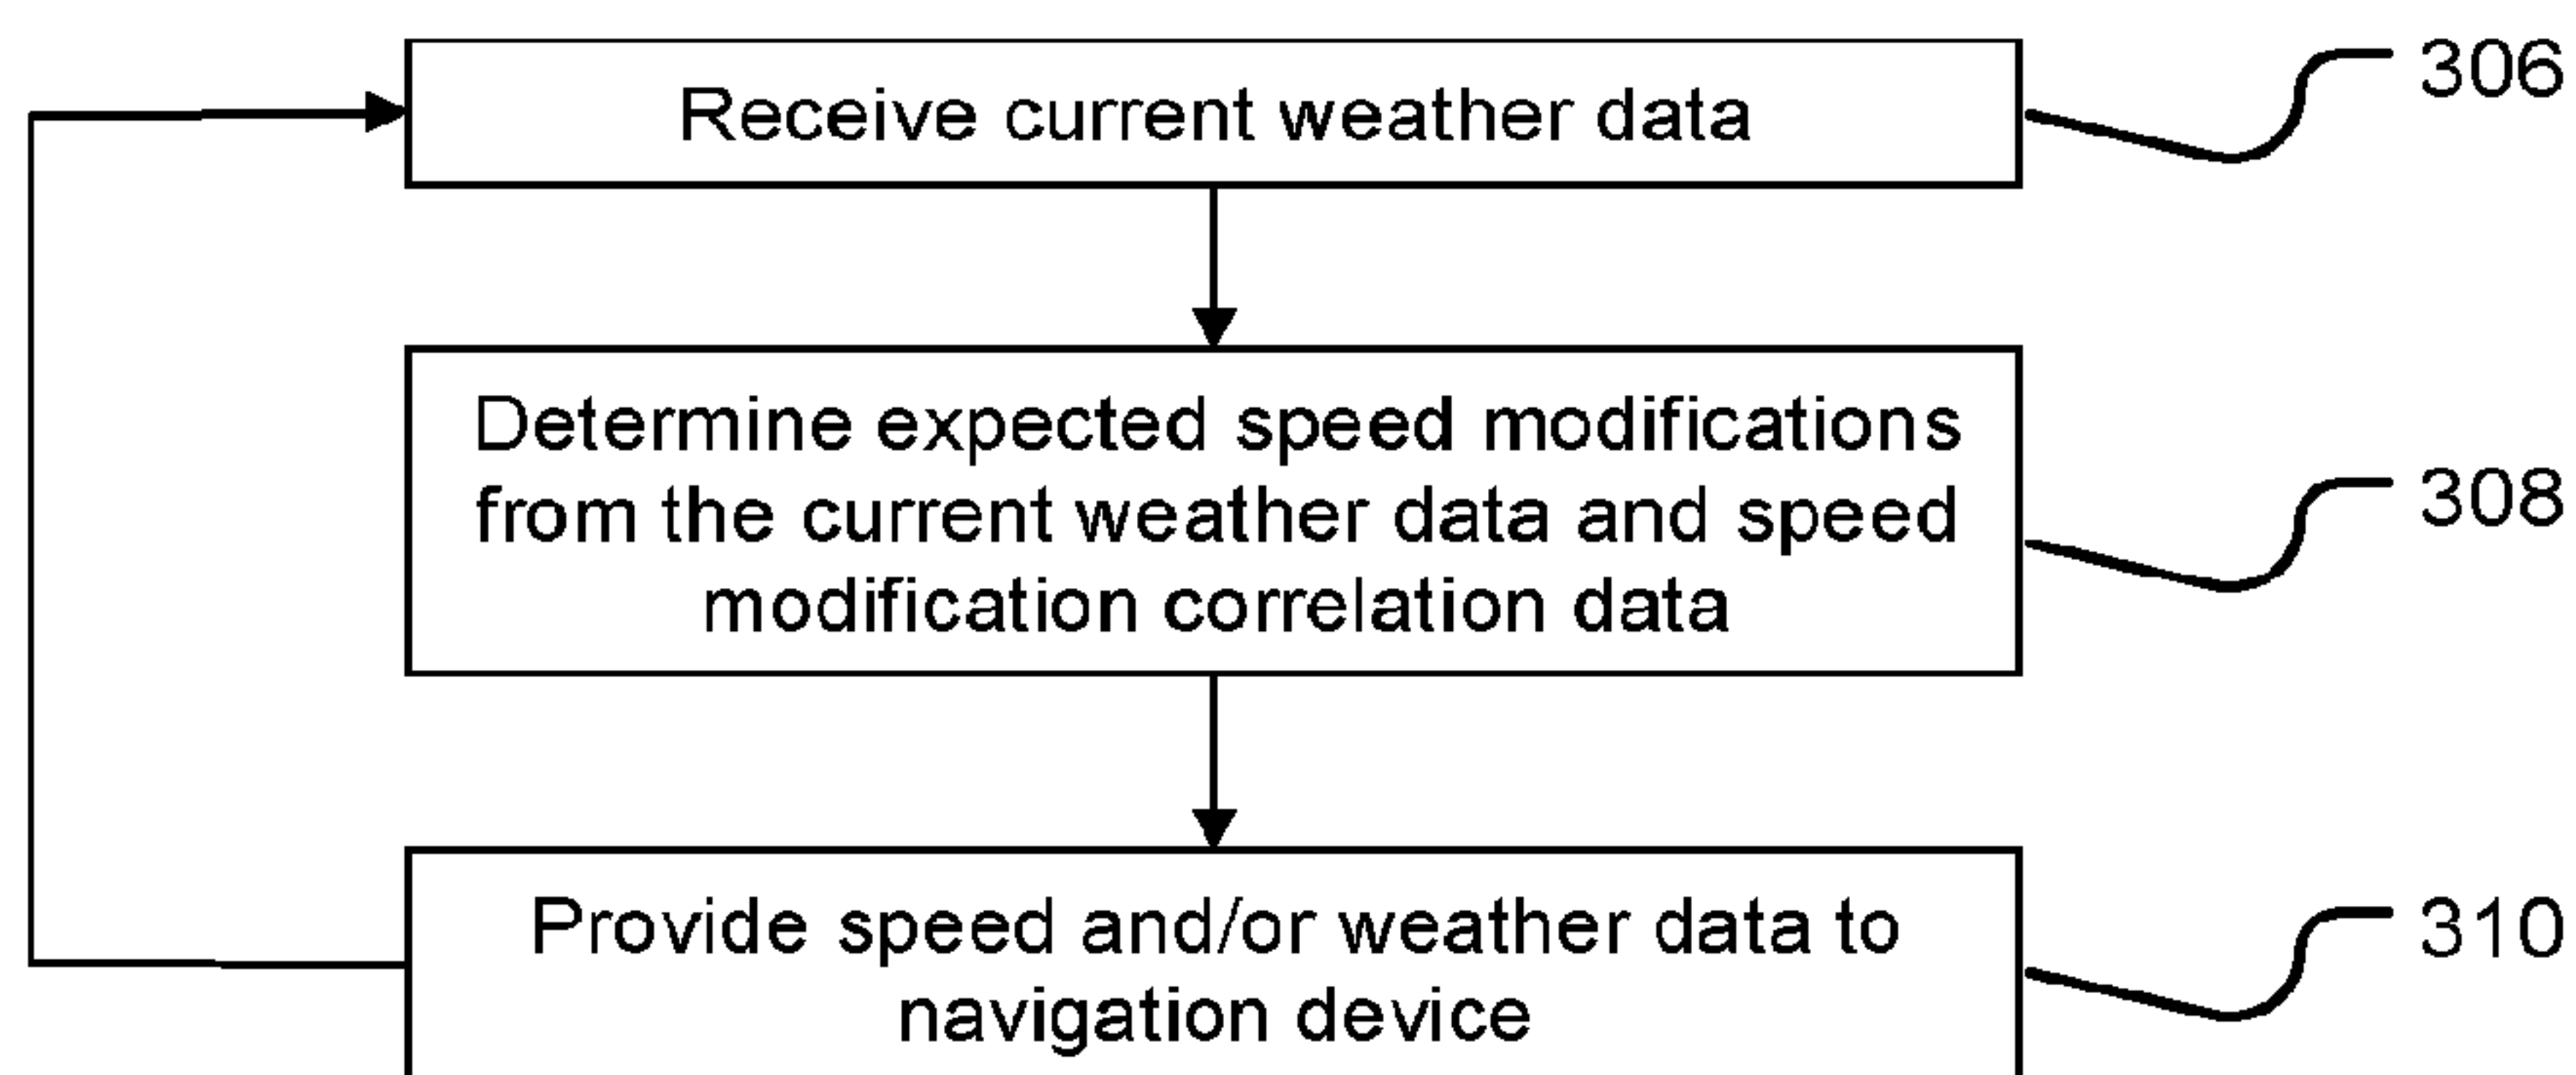 Receive current weather data
306
Determine expected speed modifications
from the current weather data and speed
modification correlation data
308
Provide speed and/or weather data to
navigation device
310